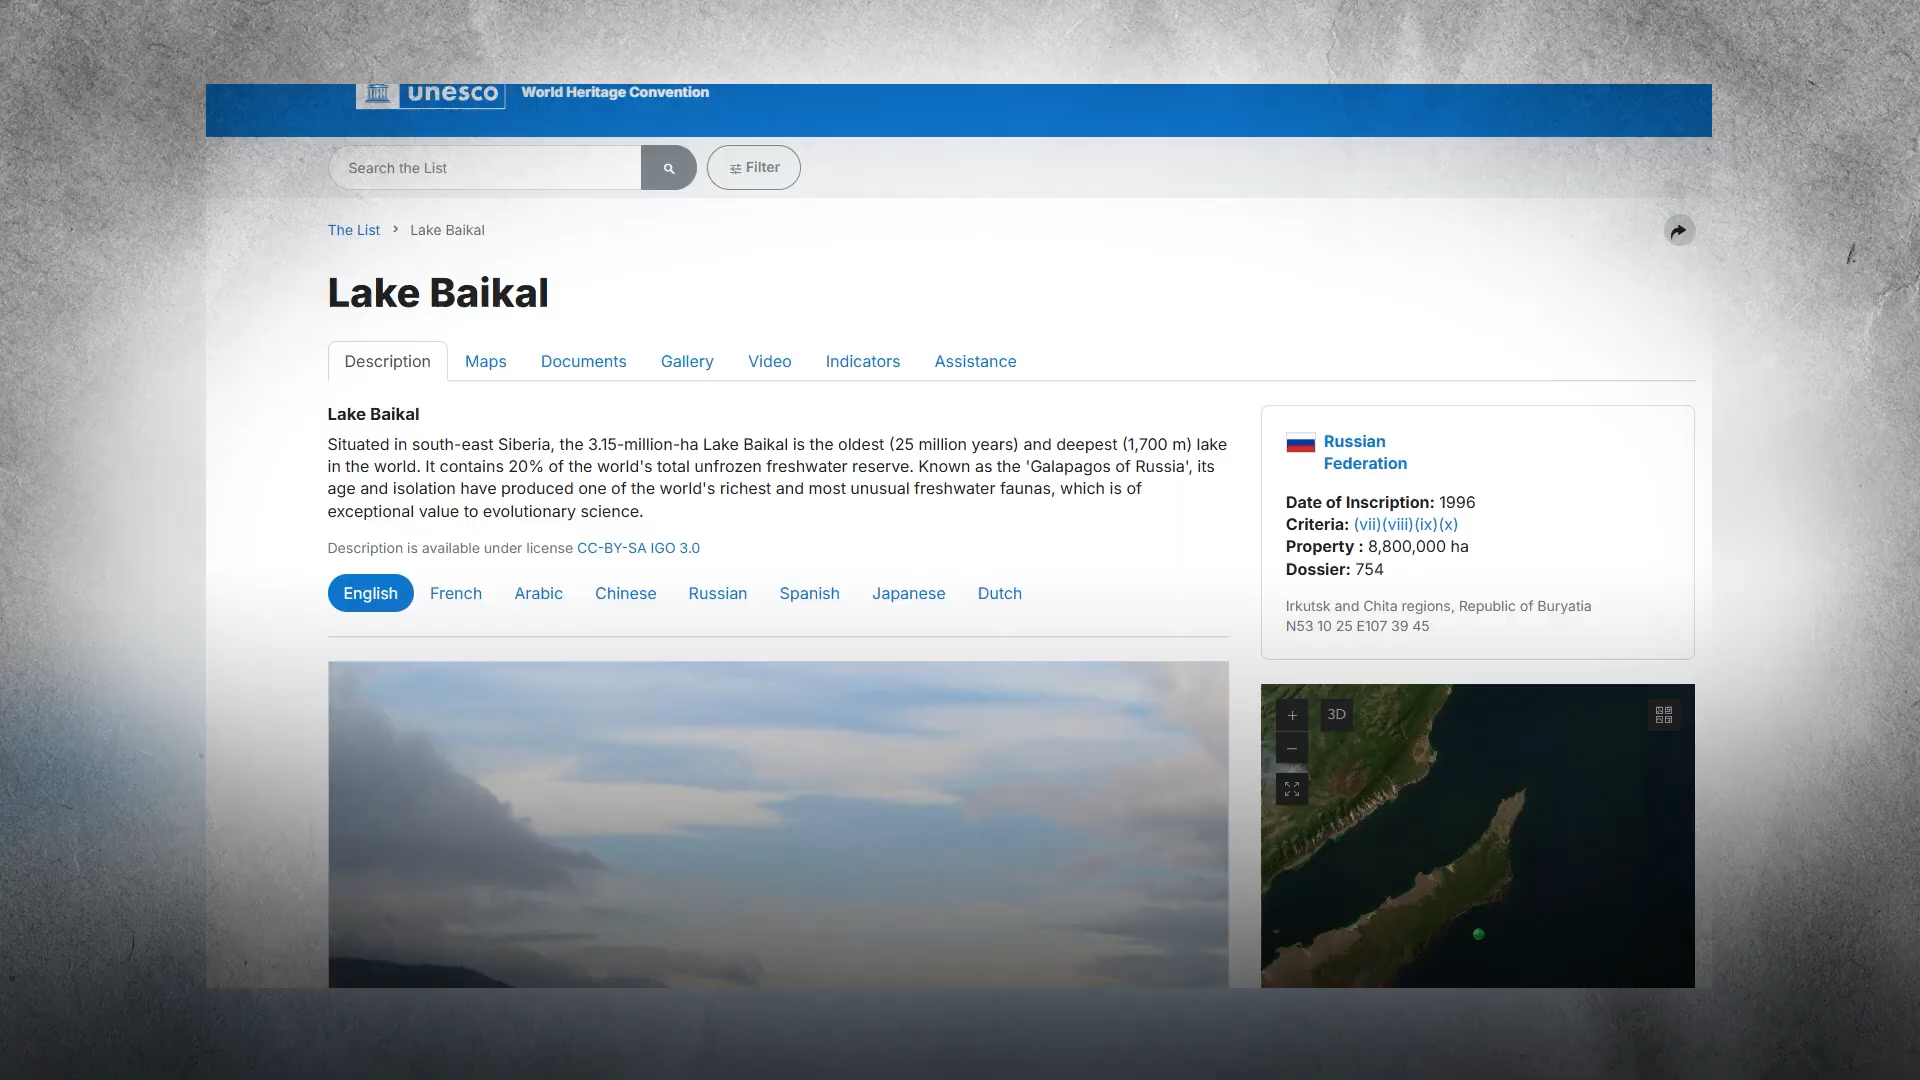 unesco World Heritage Convention
Search the List
Filter
The List > Lake Baikal
Lake Baikal
Description Maps Documents Gallery Video Indicators Assistance
Lake Baikal
Situated in south-east Siberia, the 3.15-million-ha Lake Baikal is the oldest (25 million years) and deepest (1,700 m) lake
in the world. It contains 20% of the world's total unfrozen freshwater reserve. Known as the 'Galapagos of Russia', its
age and isolation have produced one of the world's richest and most unusual freshwater faunas, which is of
exceptional value to evolutionary science.
Description is available under license CC-BY-SA IGO 3.0
English French Arabic Chinese Russian Spanish Japanese Dutch
Russian
Federation
Date of Inscription: 1996
Criteria: (vii)(viii)(ix)(x)
Property : 8,800,000 ha
Dossier: 754
Irkutsk and Chita regions, Republic of Buryatia
N53 10 25 E107 39 45
+ 3D
−